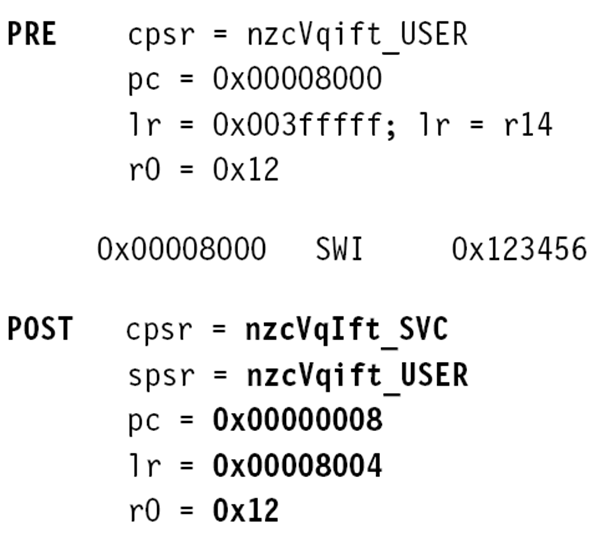 PRE cpsr = nzcVqift_USER
pc = 0x00008000
lr = 0x003fffff; lr = r14
r0 = 0x12
0x00008000 SWI 0x123456
POST cpsr = nzcVqIft_SVC
spsr = nzcVqift_USER
pc = 0x00000008
lr = 0x00008004
r0 = 0x12